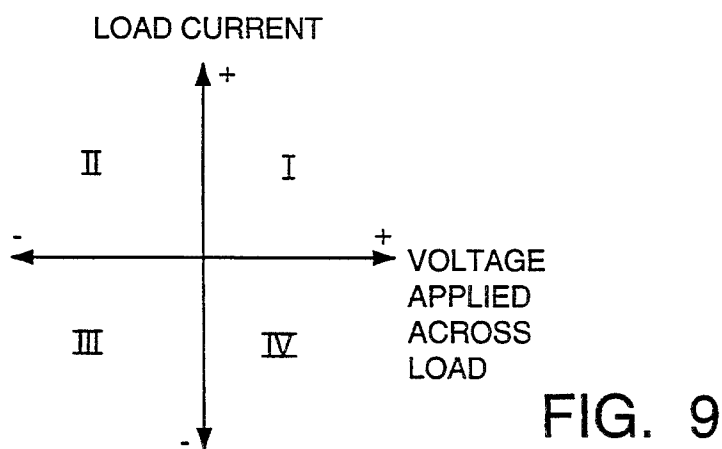 LOAD CURRENT
+
II
I
-
+
VOLTAGE
APPLIED
ACROSS
LOAD
III
IV
-
FIG. 9